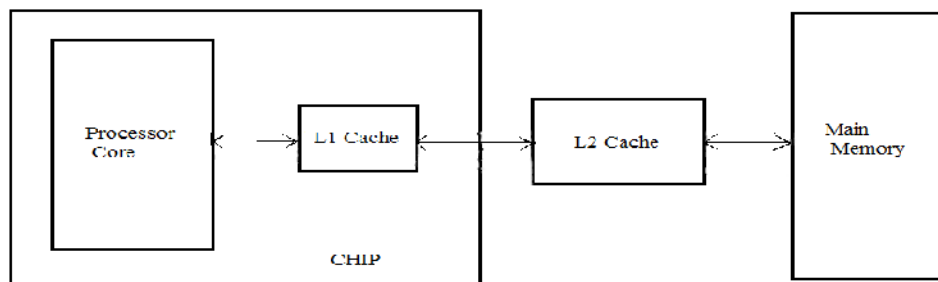 Processor
Core
L1 Cache
L2 Cache
Main
Memory
CHIP